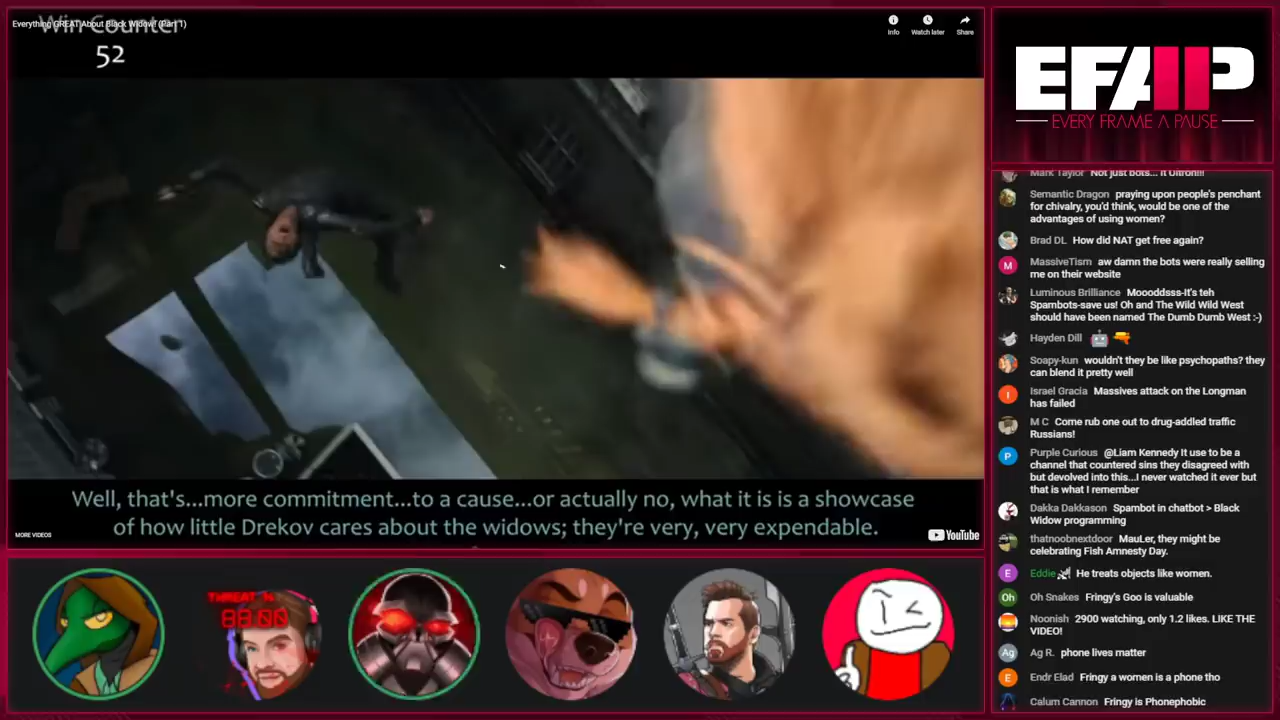 Everything GREAT About Black Widow! (Part 1)
Win Counter
52
Info
Watch later
Share
Well, that's...more commitment...to a cause...or actually no, what it is is a showcase
of how little Drekov cares about the widows; they're very, very expendable.
MORE VIDEOS
YouTube
THREAT IN
88:00
EFAP
EVERY FRAME A PAUSE
Mark Taylor Not just bots... it Ultron!!!
Semantic Dragon praying upon people's penchant
for chivalry, you'd think, would be one of the
advantages of using women?
Brad DL How did NAT get free again?
M
MassiveTism aw damn the bots were really selling
me on their website
Luminous Brilliance Moooddsss-It's teh
Spambots-save us! Oh and The Wild Wild West
should have been named The Dumb Dumb West :-)
Hayden Dill
Soapy-kun wouldn't they be like psychopaths? they
can blend it pretty well
I
Israel Gracia Massives attack on the Longman
has failed
M C Come rub one out to drug-addled traffic
Russians!
P
Purple Curious @Liam Kennedy It use to be a
channel that countered sins they disagreed with
but devolved into this...I never watched it ever but
that is what I remember
Dakka Dakkason Spambot in chatbot > Black
Widow programming
thatnoobnextdoor MauLer, they might be
celebrating Fish Amnesty Day.
E
Eddie He treats objects like women.
Oh
Oh Snakes Fringy's Goo is valuable
Noonish 2900 watching, only 1.2 likes. LIKE THE
VIDEO!
Ag
Ag R. phone lives matter
E
Endr Elad Fringy a women is a phone tho
Calum Cannon Fringy is Phonephobic